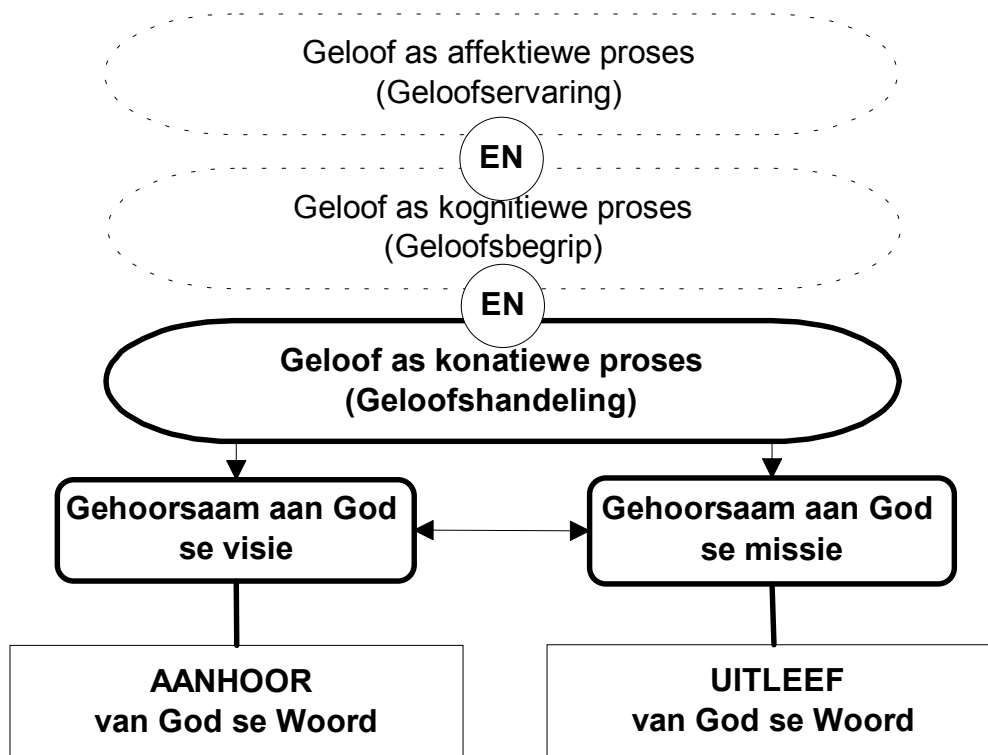 Geloof as affektiewe proses
(Geloofservaring)
EN
Geloof as kognitiewe proses
(Geloofsbegrip)
EN
Geloof as konatiewe proses
(Geloofshandeling)
Gehoorsaam aan God
se visie
Gehoorsaam aan God
se missie
AANHOOR
van God se Woord
UITLEEF
van God se Woord